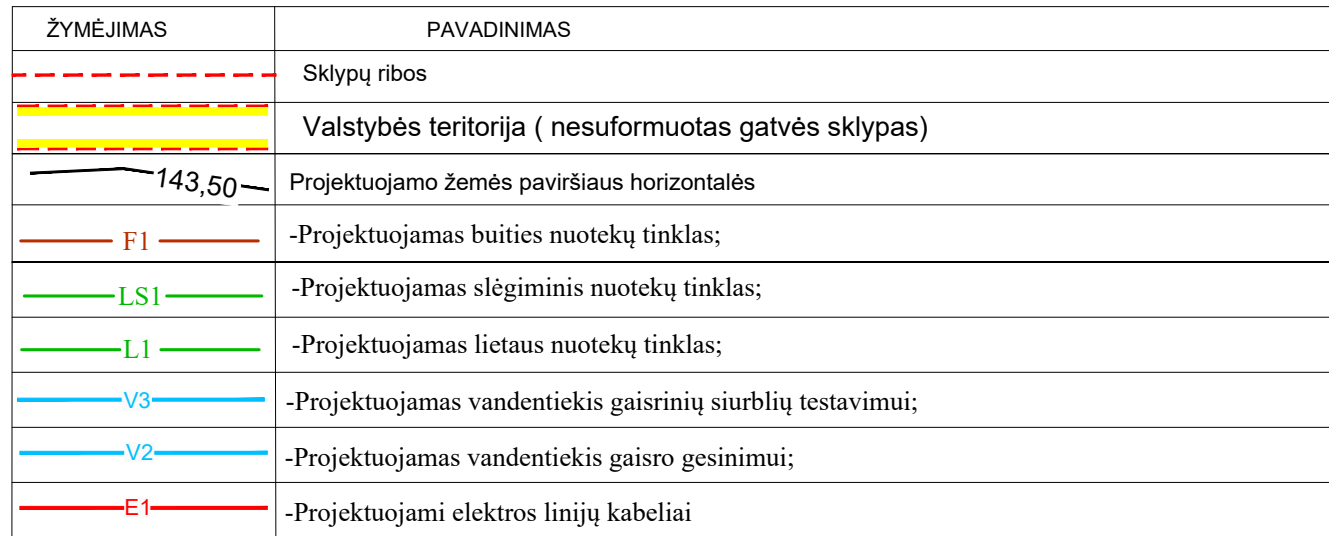 ŽYMĖJIMAS PAVADINIMAS
Sklypų ribos
Valstybės teritorija ( nesuformuotas gatvės sklypas)
143,50 Projektuojamo žemės paviršiaus horizontalės
F1 -Projektuojamas buities nuotekų tinklas;
LS1 -Projektuojamas slėgiminis nuotekų tinklas;
L1 -Projektuojamas lietaus nuotekų tinklas;
V3 -Projektuojamas vandentiekis gaisrinių siurblių testavimui;
V2 -Projektuojamas vandentiekis gaisro gesinimui;
E1 -Projektuojami elektros linijų kabeliai